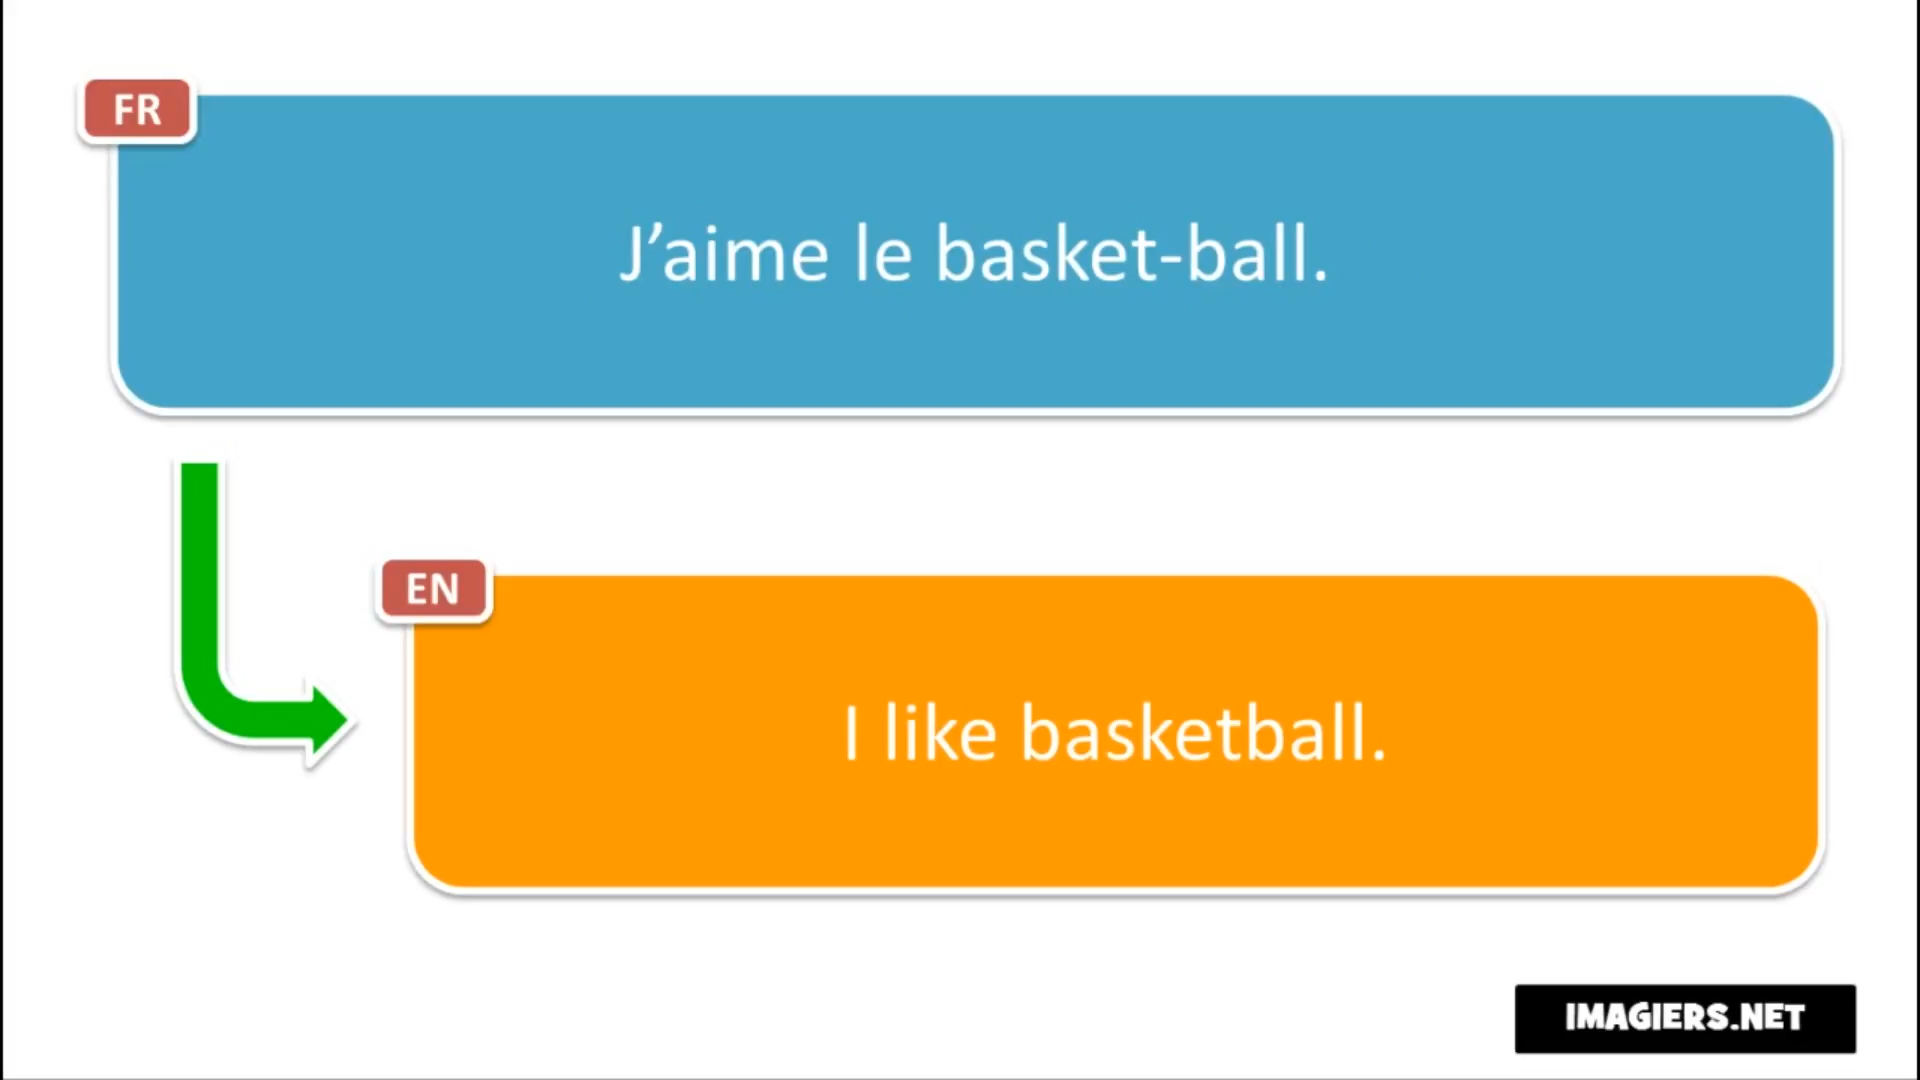 FR
J’aime le basket-ball.
EN
I like basketball.
IMAGIERS.NET